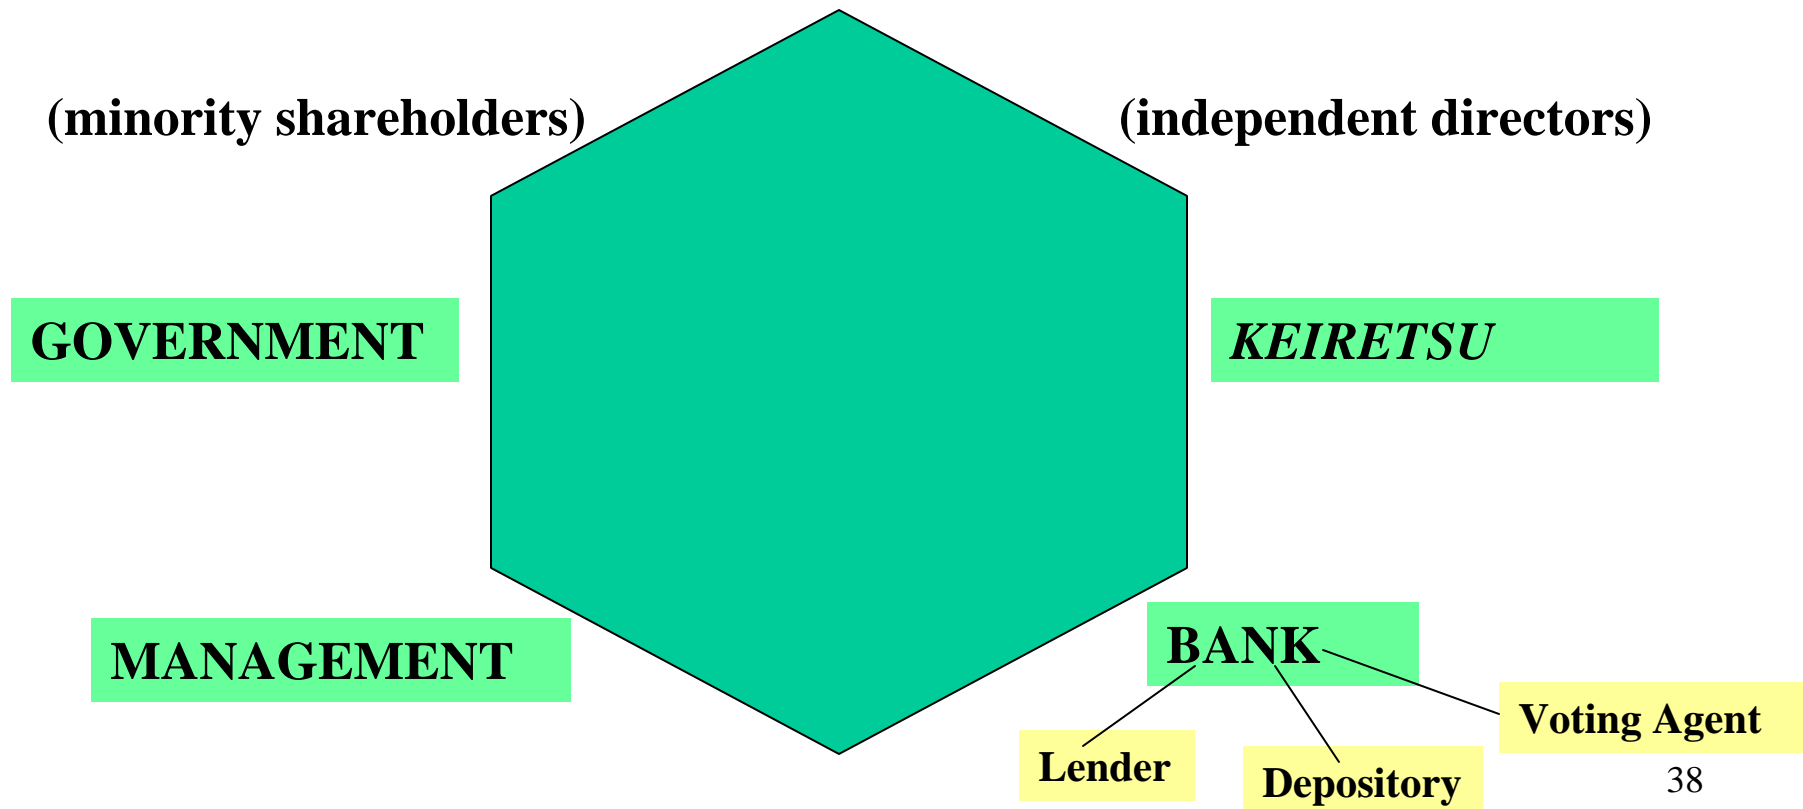 (minority shareholders)
(independent directors)
GOVERNMENT
KEIRETSU
MANAGEMENT
BANK
Voting Agent
Lender
Depository
38